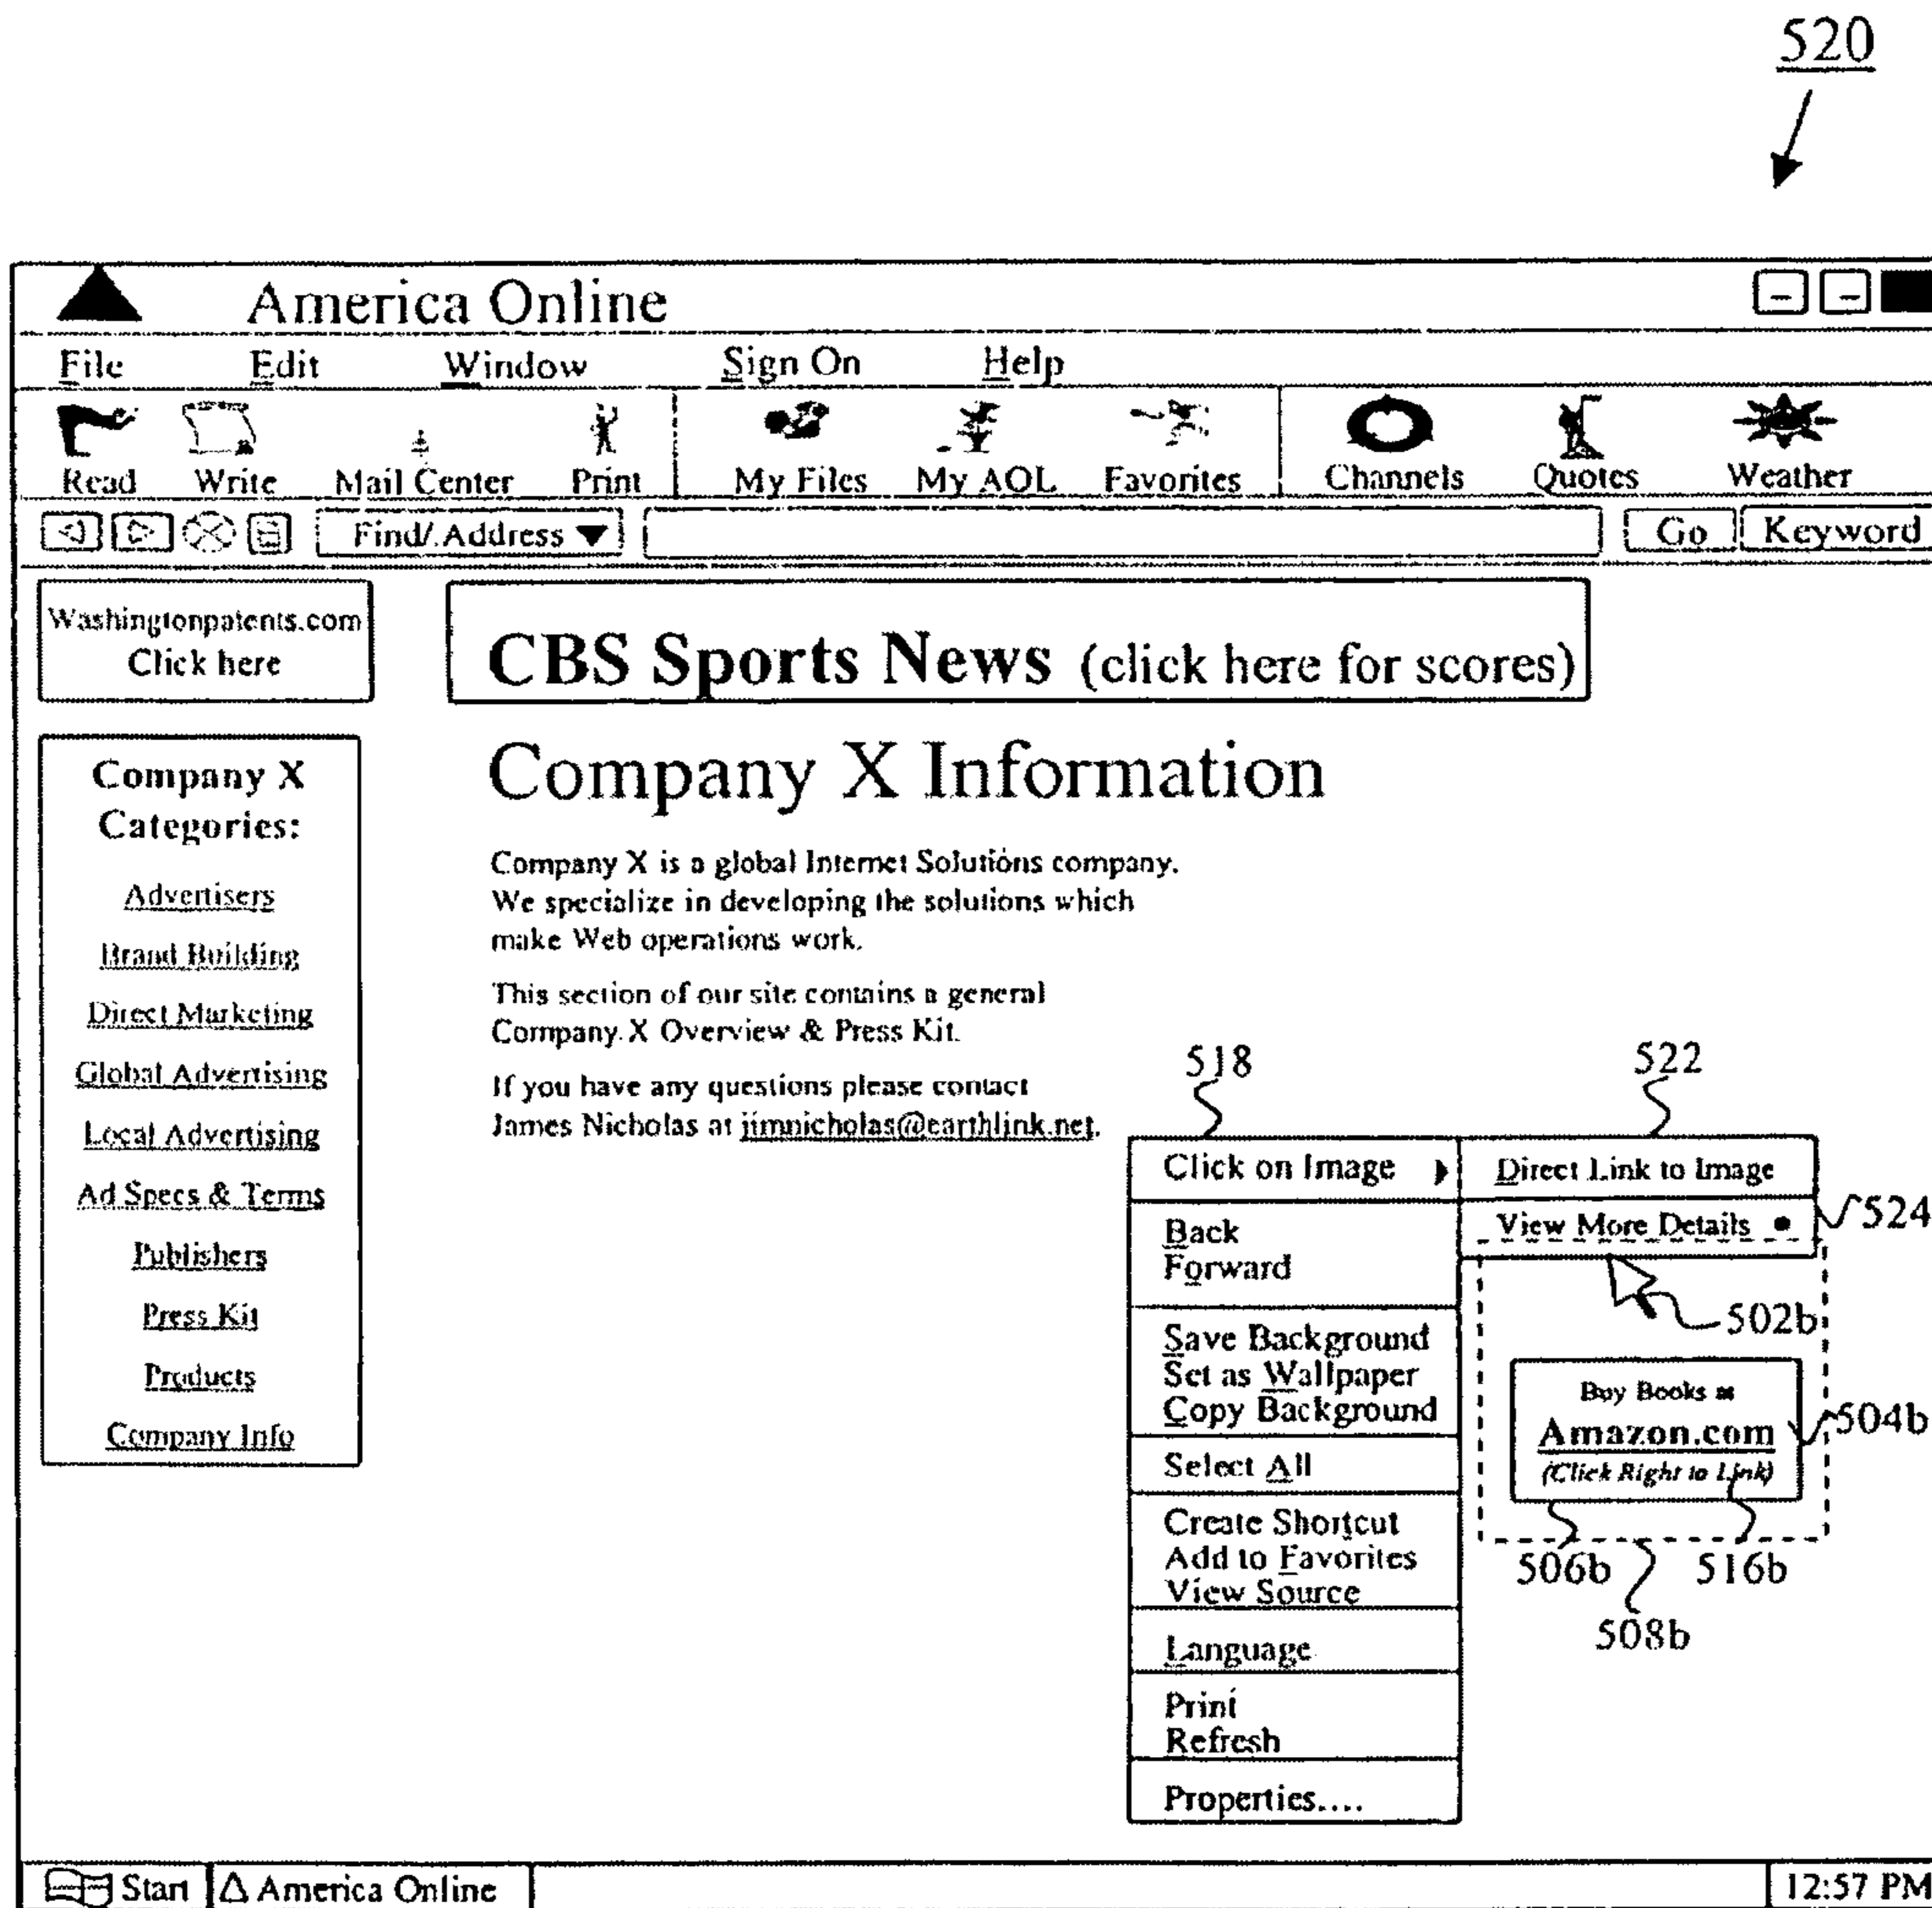 520
America Online
File Edit Window Sign On Help
Read Write Mail Center Print My Files My AOL Favorites Channels Quotes Weather
Find/Address Go Keyword
Washingtonpatents.com
Click here
CBS Sports News (click here for scores)
Company X
Categories:
Advertisers
Brand Building
Direct Marketing
Global Advertising
Local Advertising
Ad Specs & Terms
Publishers
Press Kit
Products
Company Info
Company X Information
Company X is a global Internet Solutions company.
We specialize in developing the solutions which
make Web operations work.
This section of our site contains a general
Company X Overview & Press Kit.
If you have any questions please contact
James Nicholas at jimnicholas@earthlink.net.
518
522
Click on Image
Back
Forward
Save Background
Set as Wallpaper
Copy Background
Select All
Create Shortcut
Add to Favorites
View Source
Language
Print
Refresh
Properties....
Direct Link to Image
View More Details
524
502b
Buy Books at
Amazon.com
(Click Right to Link)
504b
506b
516b
508b
Start America Online 12:57 PM